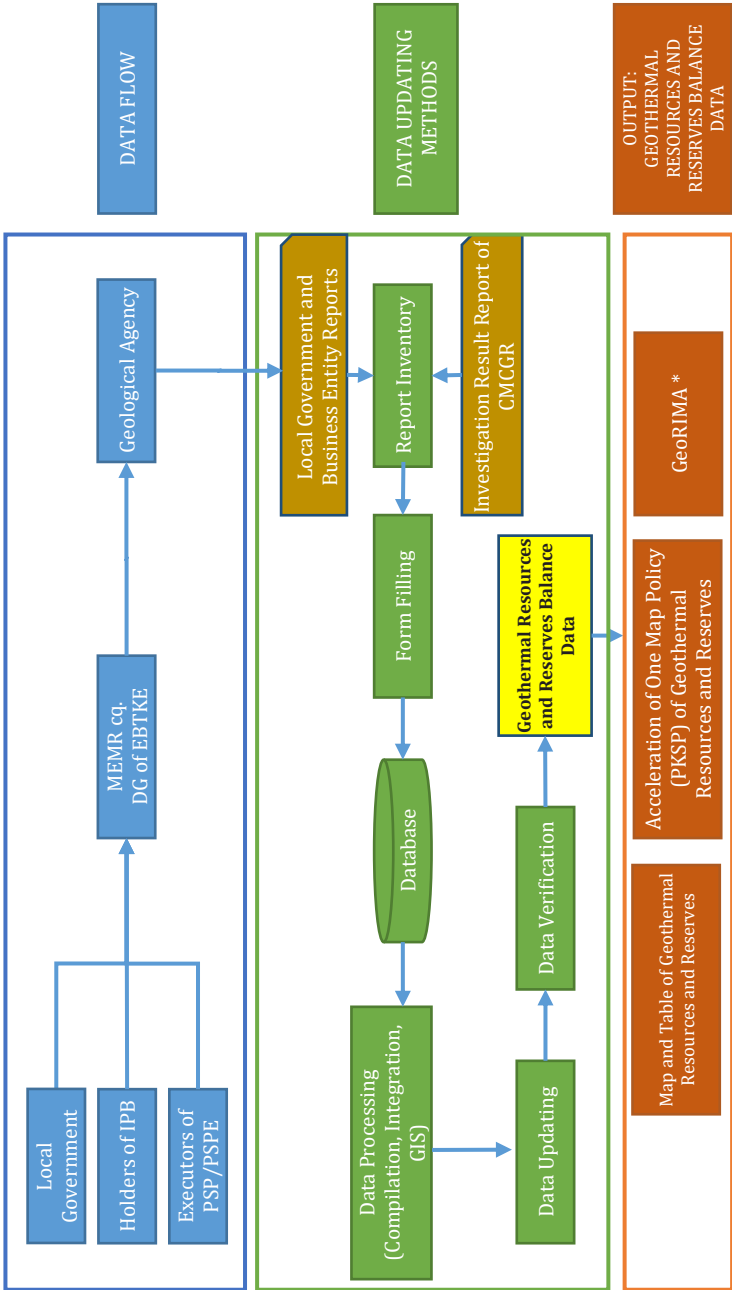 DATA FLOW
Local
Government
Holders of IPB
Executors of
PSP /PSPE
MEMR cq.
DG of EBTKE
Geological Agency
DATA UPDATING
METHODS
Local Government and
Business Entity Reports
Report Inventory
Investigation Result Report of
CMCGR
Form Filling
Database
Data Processing
(Compilation, Integration,
GIS)
Data Updating
Data Verification
Geothermal Resources
and Reserves Balance
Data
OUTPUT:
GEOTHERMAL
RESOURCES AND
RESERVES BALANCE
DATA
Map and Table of Geothermal
Resources and Reserves
Acceleration of One Map Policy
(PKSP) of Geothermal
Resources and Reserves
GeoRIMA *